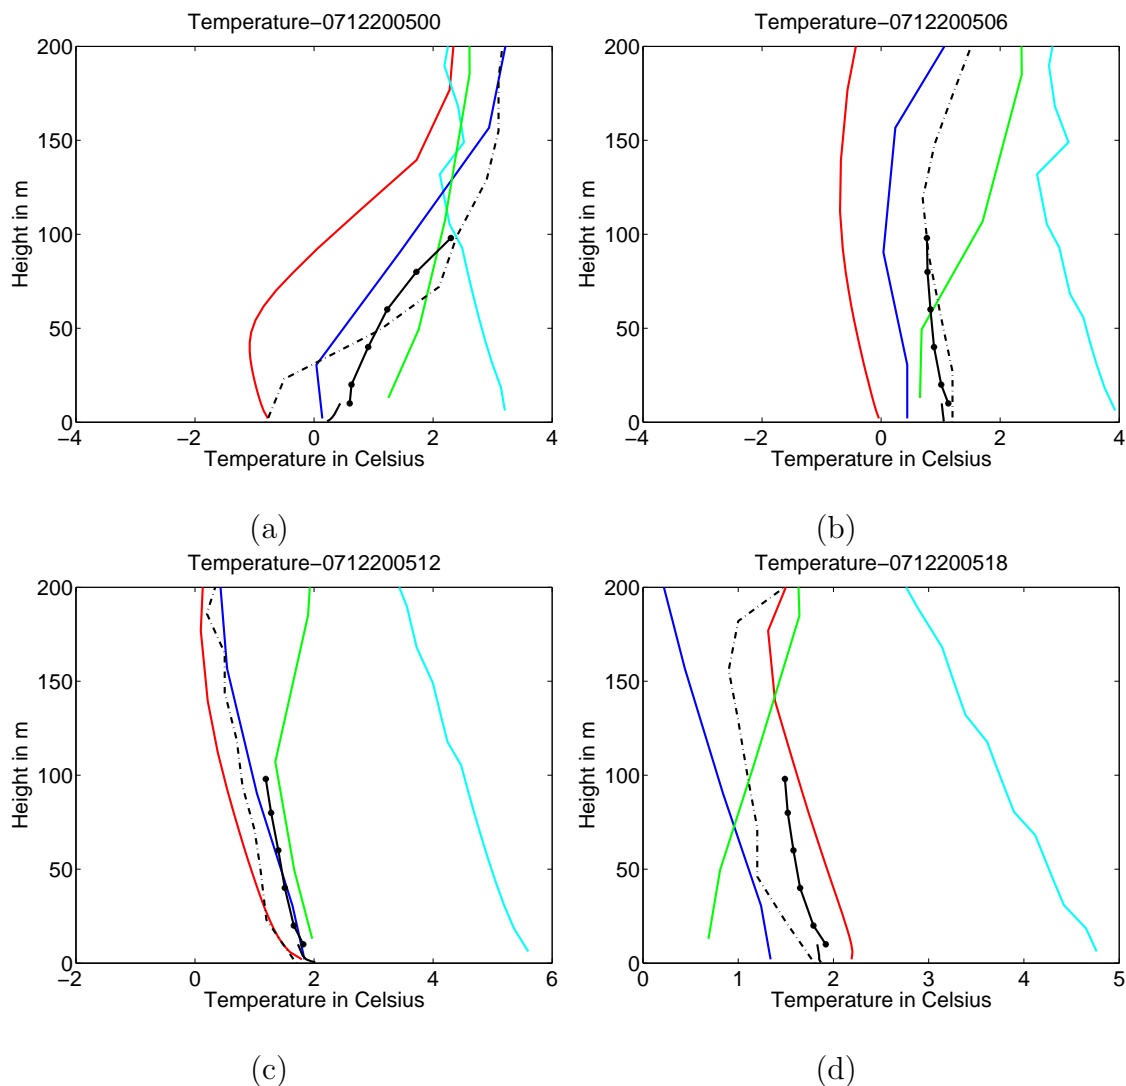 Temperature−0712200500
200
150
100
50
0
−4 −2 0 2 4
Height in m
Temperature in Celsius
(a)
Temperature−0712200506
200
150
100
50
0
−4 −2 0 2 4
Height in m
Temperature in Celsius
(b)
Temperature−0712200512
200
150
100
50
0
−2 0 2 4 6
Height in m
Temperature in Celsius
(c)
Temperature−0712200518
200
150
100
50
0
0 1 2 3 4 5
Height in m
Temperature in Celsius
(d)